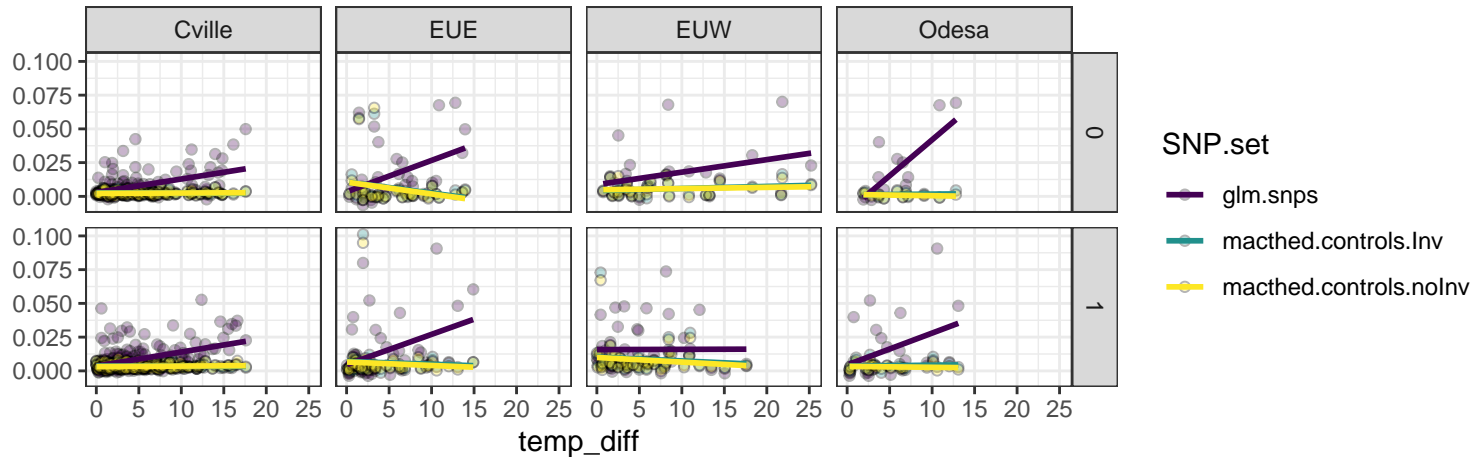 Cville EUE EUW Odesa
0.100
0.075
0.050
0.025
0.000
0
0.100
0.075
0.050
0.025
0.000
1
0 5 10 15 20 25 0 5 10 15 20 25 0 5 10 15 20 25 0 5 10 15 20 25
temp_diff
SNP.set
glm.snps
macthed.controls.Inv
macthed.controls.noInv